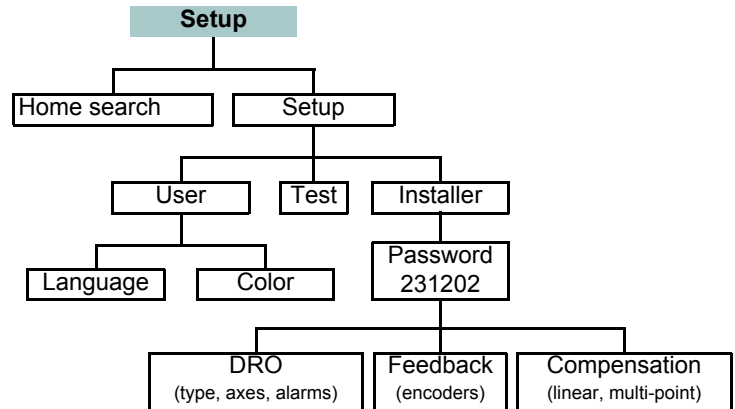 Setup
Home search
Setup
User
Test
Installer
Language
Color
Password
231202
DRO
(type, axes, alarms)
Feedback
(encoders)
Compensation
(linear, multi-point)